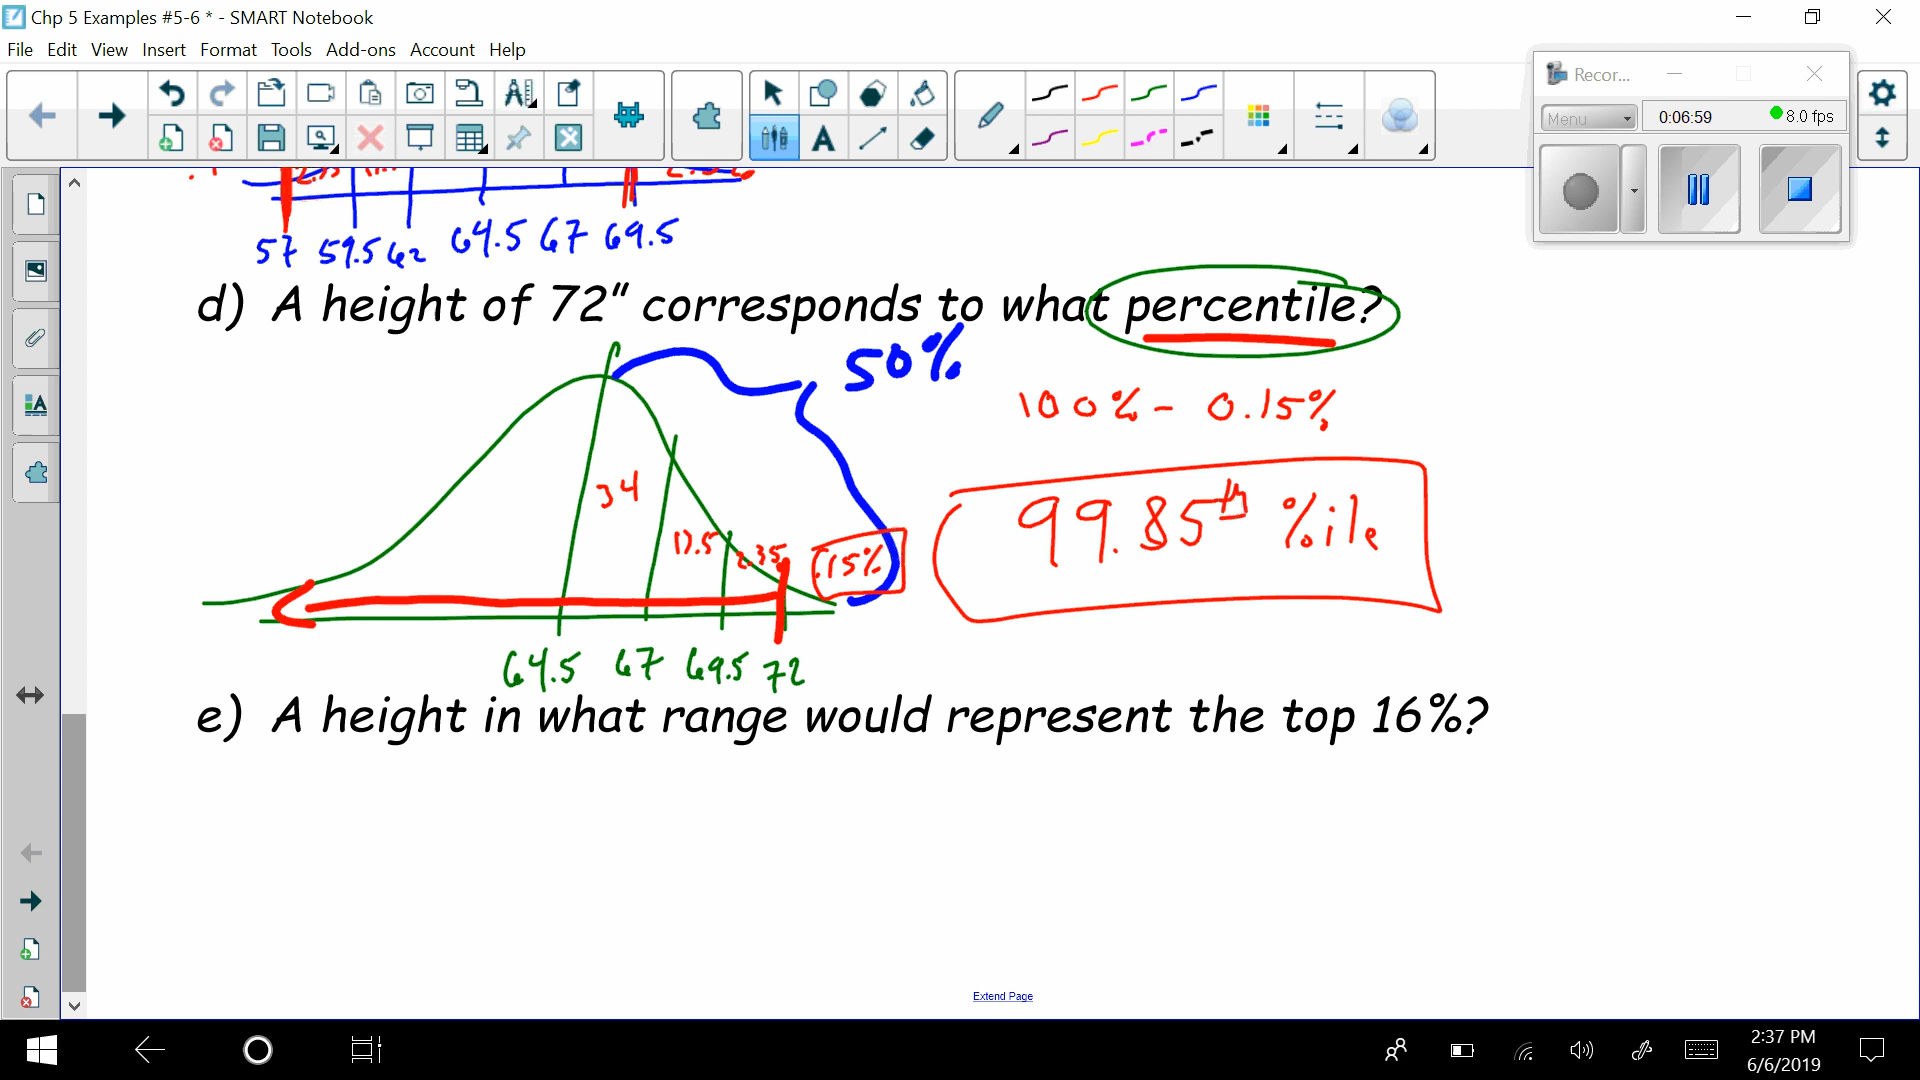 Chp 5 Examples #5-6 * - SMART Notebook
File Edit View Insert Format Tools Add-ons Account Help
Recor...
Menu 0:06:59 8.0 fps
57 59.5 62 64.5 67 69.5
d) A height of 72" corresponds to what percentile?
50%
100% - 0.15%
34
99.85th %ile
13.5 2.35 .15%
64.5 67 69.5 72
e) A height in what range would represent the top 16%?
Extend Page
2:37 PM
6/6/2019